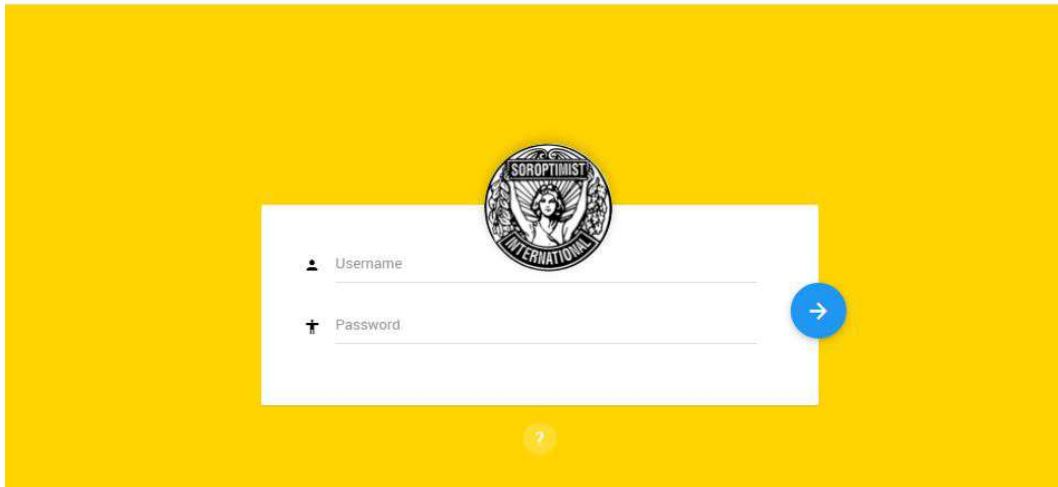 SOROPTIMIST
INTERNATIONAL
Username
Password
?